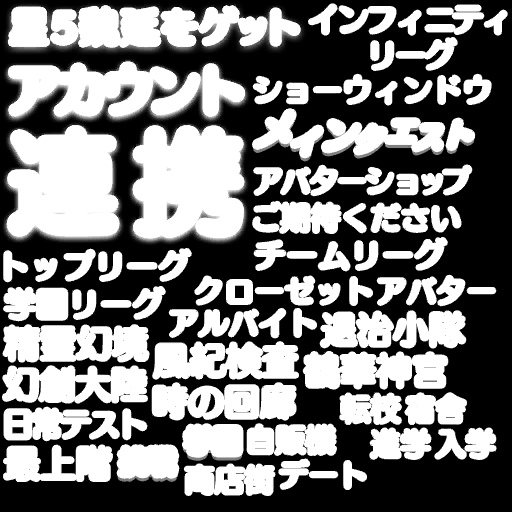 星5確定をゲット
インフィニティ
リーグ
アカウント
ショーウィンドウ
連携
メインクエスト
アバターショップ
ご期待ください
チームリーグ
トップリーグ
クローゼットアバター
学園リーグ
アルバイト
退治小隊
精霊幻境
風紀検査
幻創大陸
時の回廊
転校 宿舎
日常テスト
学園 自販機
進学 入学
最上階
商店街 デート